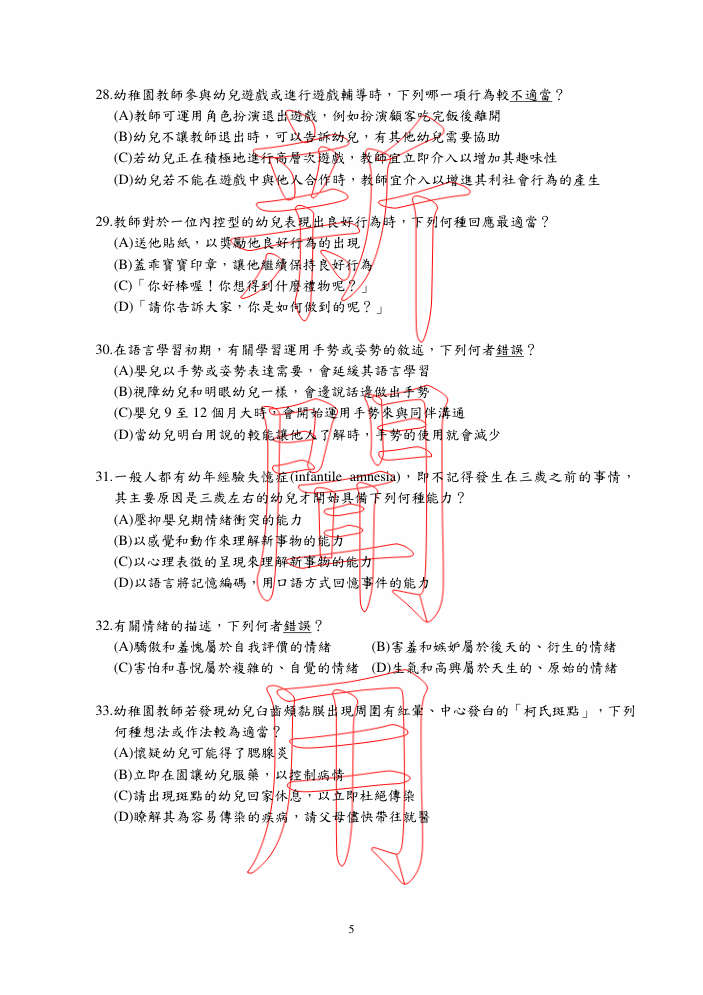 28.幼稚園教師參與幼兒遊戲或進行遊戲輔導時，下列哪一項行為較不適當？
(A)教師可運用角色扮演退出遊戲，例如扮演顧客吃完飯後離開
(B)幼兒不讓教師退出時，可以告訴幼兒，有其他幼兒需要協助
(C)若幼兒正在積極地進行高層次遊戲，教師宜立即介入以增加其趣味性
(D)幼兒若不能在遊戲中與他人合作時，教師宜介入以增進其利社會行為的產生
29.教師對於一位內控型的幼兒表現出良好行為時，下列何種回應最適當？
(A)送他貼紙，以獎勵他良好行為的出現
(B)蓋乖寶寶印章，讓他繼續保持良好行為
(C)「你好棒喔！你想得到什麼禮物呢？」
(D)「請你告訴大家，你是如何做到的呢？」
30.在語言學習初期，有關學習運用手勢或姿勢的敘述，下列何者錯誤？
(A)嬰兒以手勢或姿勢表達需要，會延緩其語言學習
(B)視障幼兒和明眼幼兒一樣，會邊說話邊做出手勢
(C)嬰兒 9 至 12 個月大時，會開始運用手勢來與同伴溝通
(D)當幼兒明白用說的較能讓他人了解時，手勢的使用就會減少
31.一般人都有幼年經驗失憶症(infantile amnesia)，即不記得發生在三歲之前的事情，
其主要原因是三歲左右的幼兒才開始具備下列何種能力？
(A)壓抑嬰兒期情緒衝突的能力
(B)以感覺和動作來理解新事物的能力
(C)以心理表徵的呈現來理解新事物的能力
(D)以語言將記憶編碼，用口語方式回憶事件的能力
32.有關情緒的描述，下列何者錯誤？
(A)驕傲和羞愧屬於自我評價的情緒 (B)害羞和嫉妒屬於後天的、衍生的情緒
(C)害怕和喜悅屬於複雜的、自覺的情緒 (D)生氣和高興屬於天生的、原始的情緒
33.幼稚園教師若發現幼兒臼齒頰黏膜出現周圍有紅暈、中心發白的「柯氏斑點」，下列
何種想法或作法較為適當？
(A)懷疑幼兒可能得了腮腺炎
(B)立即在園讓幼兒服藥，以控制病情
(C)請出現斑點的幼兒回家休息，以立即杜絕傳染
(D)瞭解其為容易傳染的疾病，請父母儘快帶往就醫
5